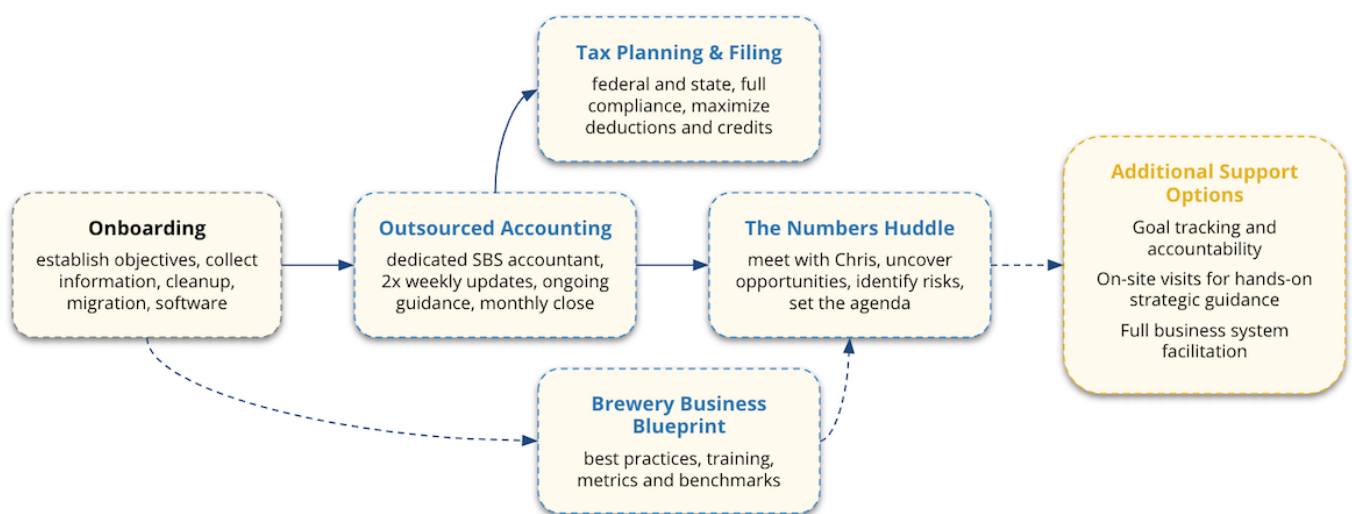 Tax Planning & Filing
federal and state, full
compliance, maximize
deductions and credits
Onboarding
establish objectives, collect
information, cleanup,
migration, software
Outsourced Accounting
dedicated SBS accountant,
2x weekly updates, ongoing
guidance, monthly close
The Numbers Huddle
meet with Chris, uncover
opportunities, identify risks,
set the agenda
Additional Support
Options
Goal tracking and
accountability
On-site visits for hands-on
strategic guidance
Full business system
facilitation
Brewery Business
Blueprint
best practices, training,
metrics and benchmarks